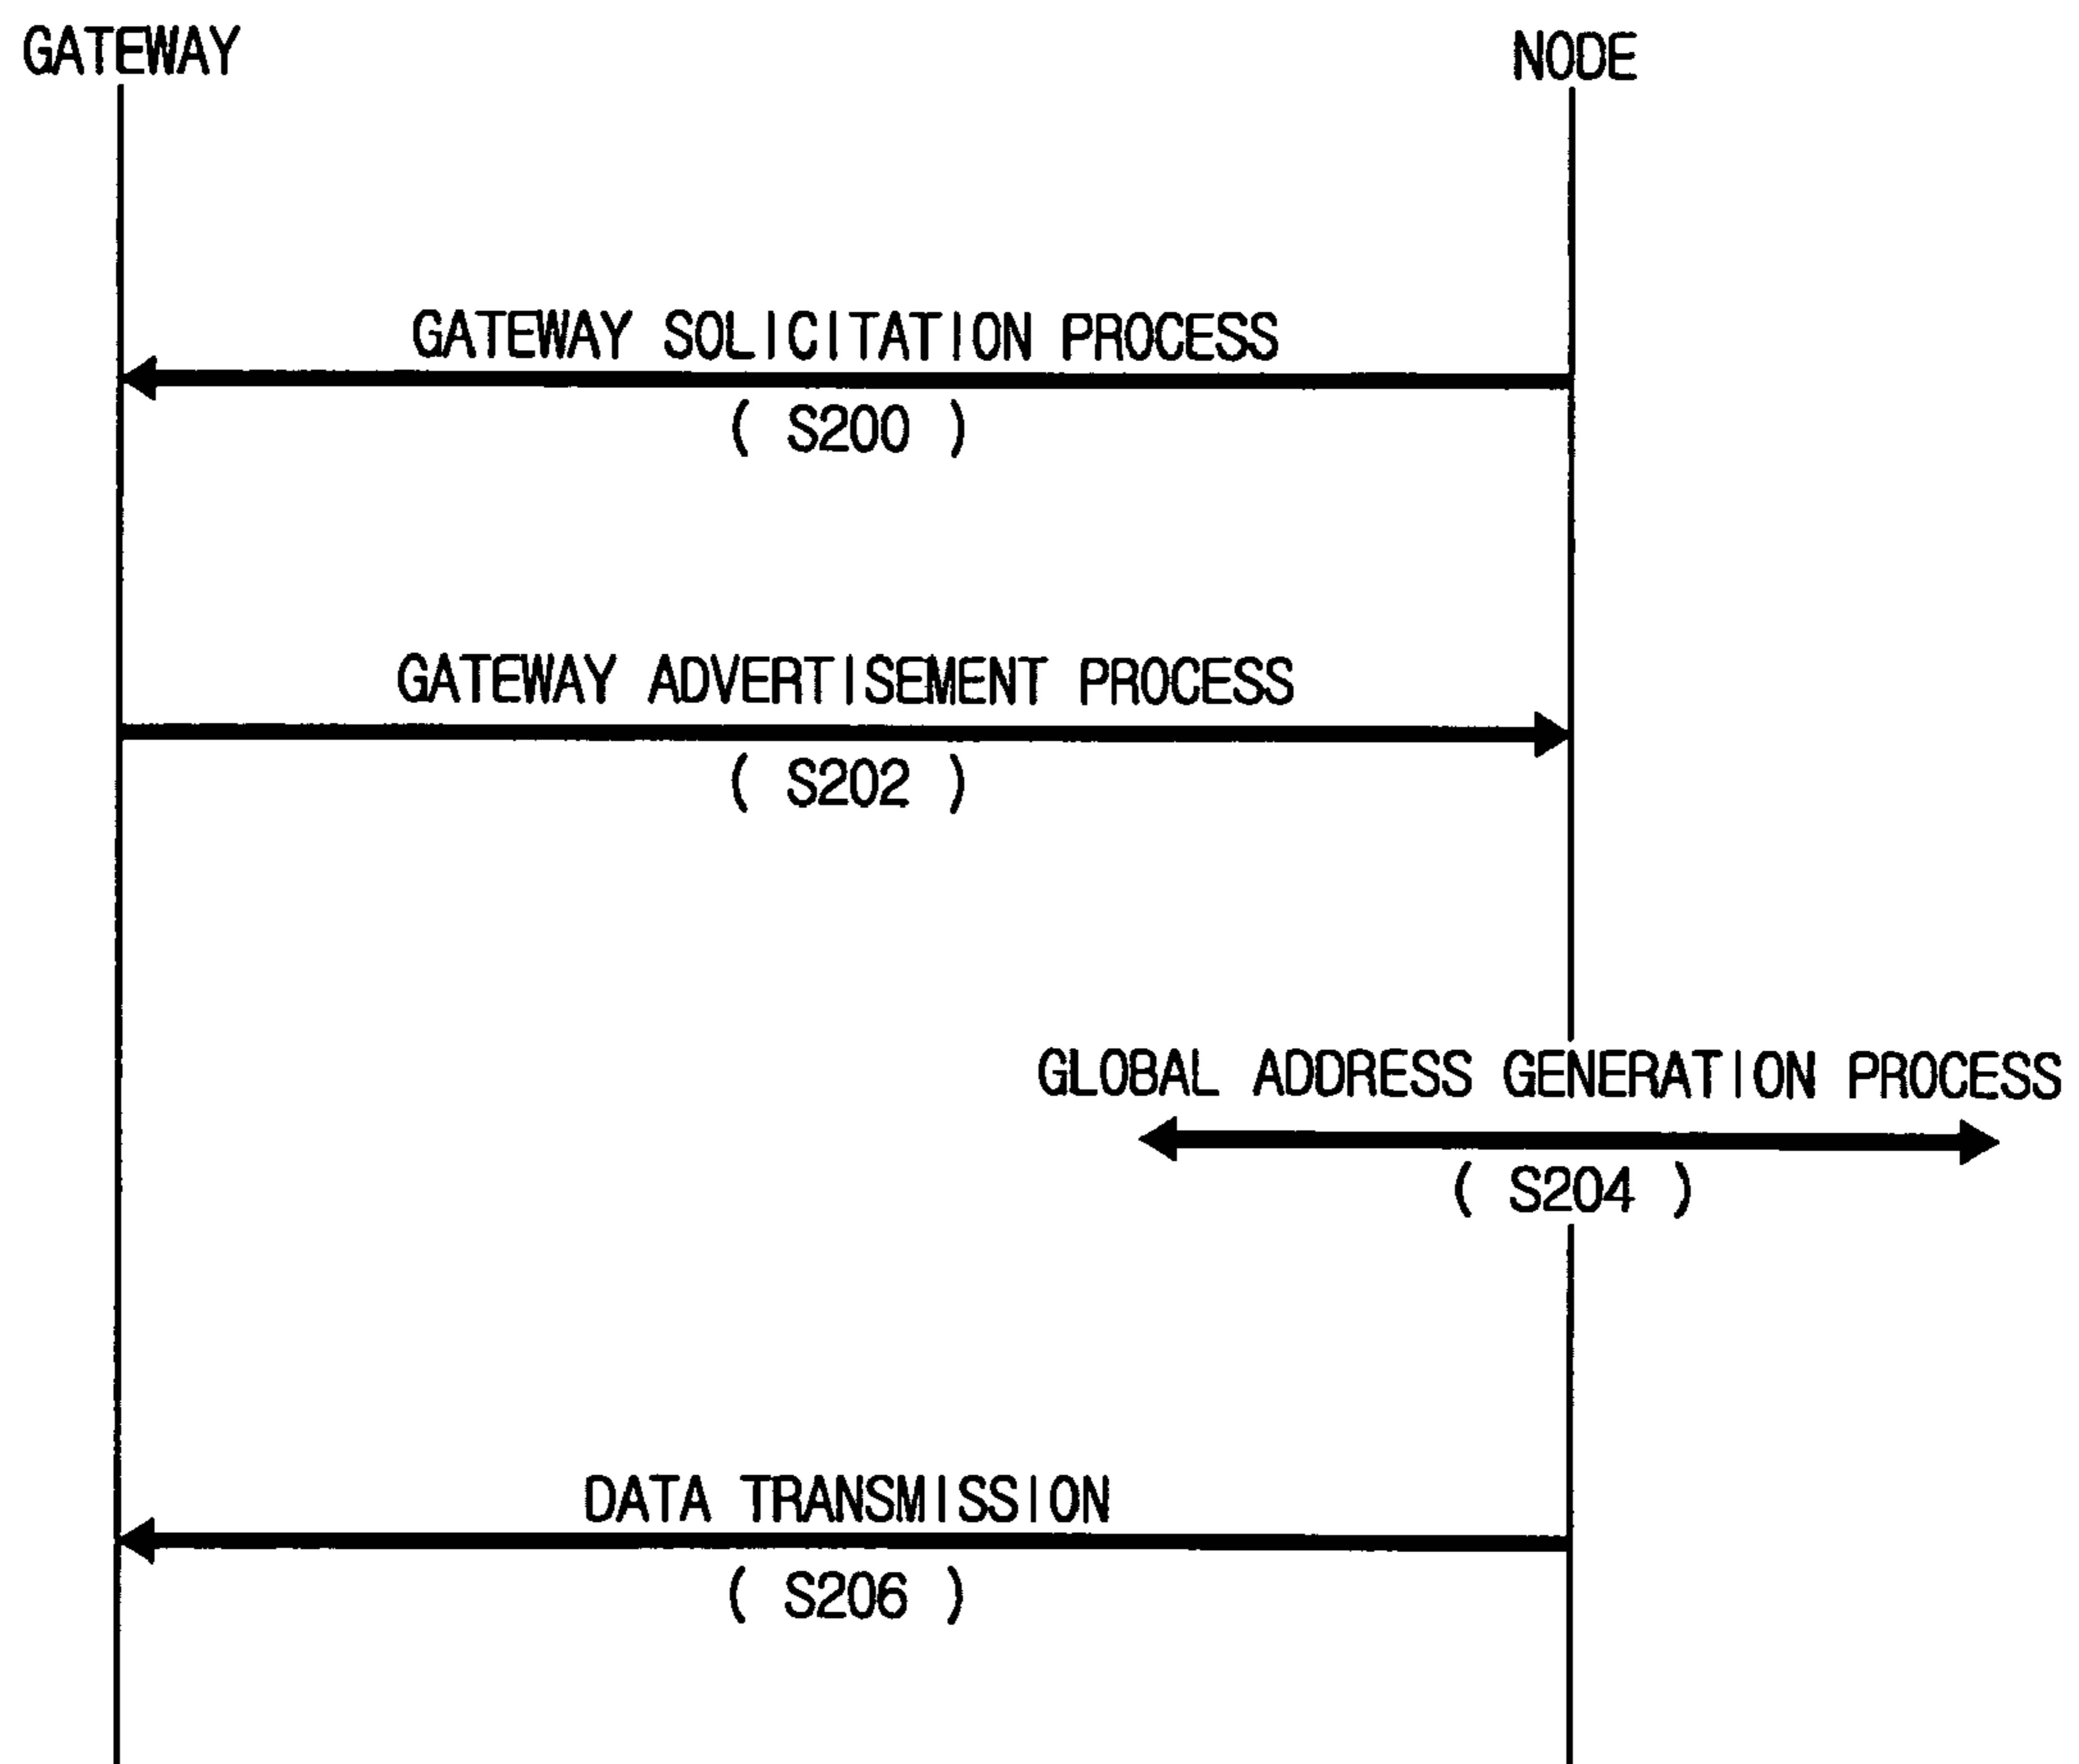 GATEWAY
NODE
GATEWAY SOLICITATION PROCESS
( S200 )
GATEWAY ADVERTISEMENT PROCESS
( S202 )
GLOBAL ADDRESS GENERATION PROCESS
( S204 )
DATA TRANSMISSION
( S206 )